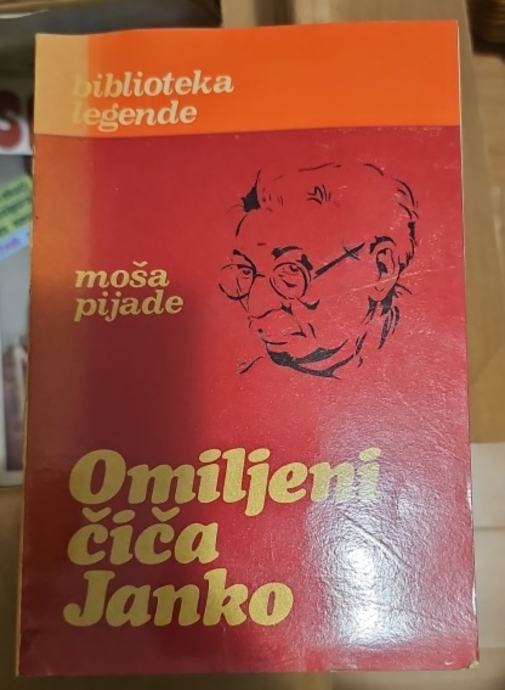 biblioteka
legende
moša
pijade
Omiljeni
čiča
Janko